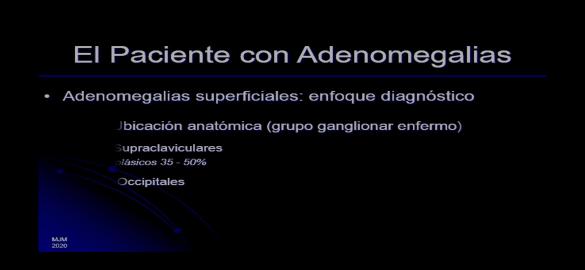 El Paciente con Adenomegalias
• Adenomegalias superficiales: enfoque diagnóstico
Ubicación anatómica (grupo ganglionar enfermo)
Supraclaviculares
35 - 50%
Occipitales
MJM
2020